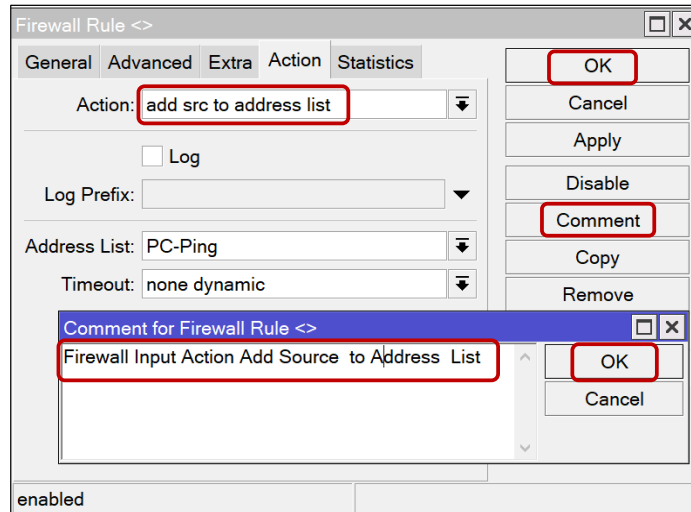 Firewall Rule <>
General Advanced Extra Action Statistics
OK
Action: add src to address list
Cancel
Log
Apply
Log Prefix:
Disable
Comment
Address List: PC-Ping
Copy
Timeout: none dynamic
Remove
Comment for Firewall Rule <>
Firewall Input Action Add Source to Address List
OK
Cancel
enabled